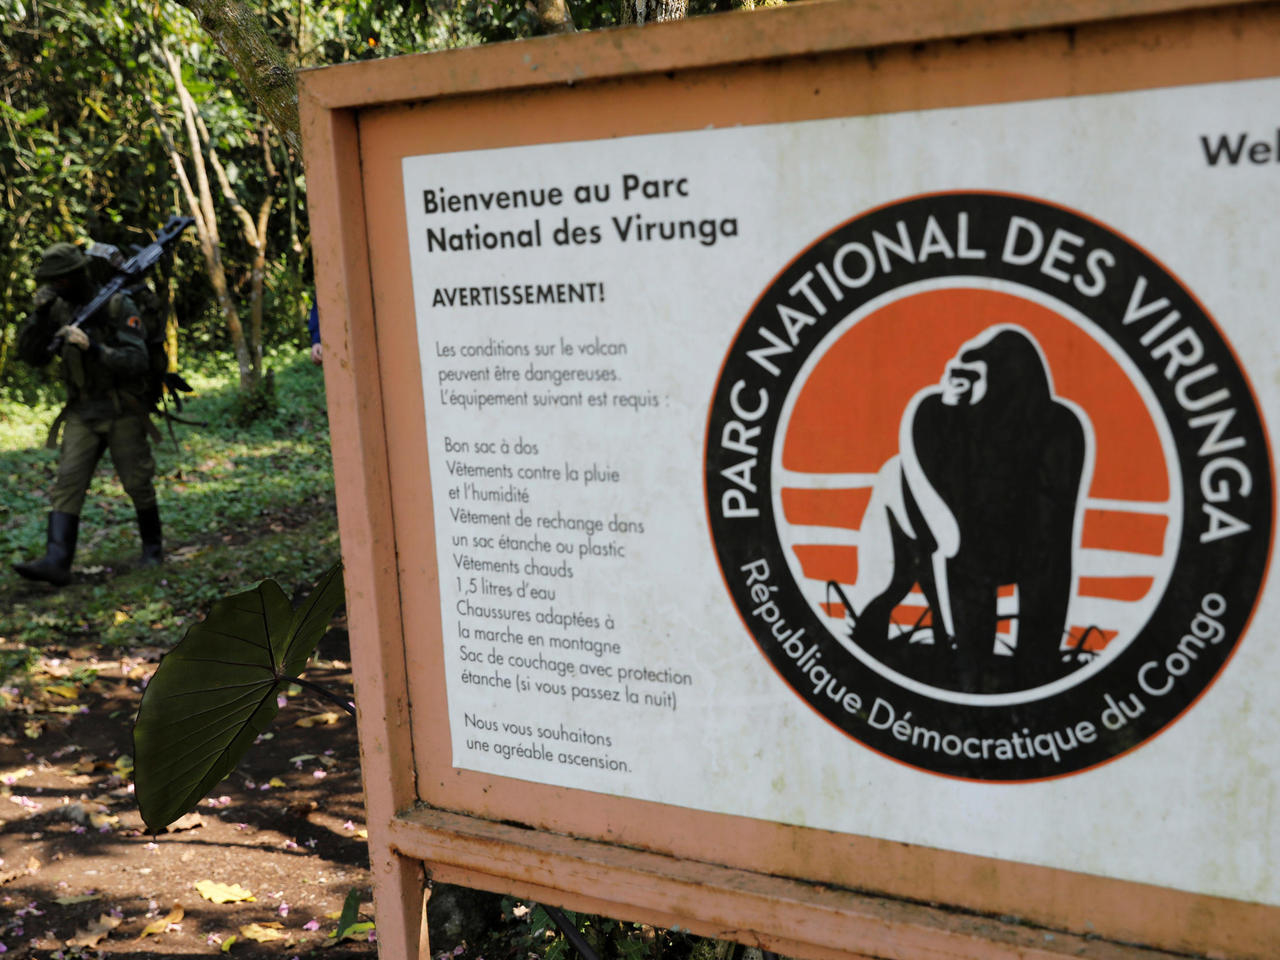 Bienvenue au Parc
National des Virunga
AVERTISSEMENT!
Les conditions sur le volcan
peuvent être dangereuses.
L'équipement suivant est requis :
Bon sac à dos
Vêtements contre la pluie
et l'humidité
Vêtement de rechange dans
un sac étanche ou plastic
Vêtements chauds
1,5 litres d'eau
Chaussures adaptées à
la marche en montagne
Sac de couchage avec protection
étanche (si vous passez la nuit)
Nous vous souhaitons
une agréable ascension.
PARC NATIONAL DES VIRUNGA
République Démocratique du Congo
Wel